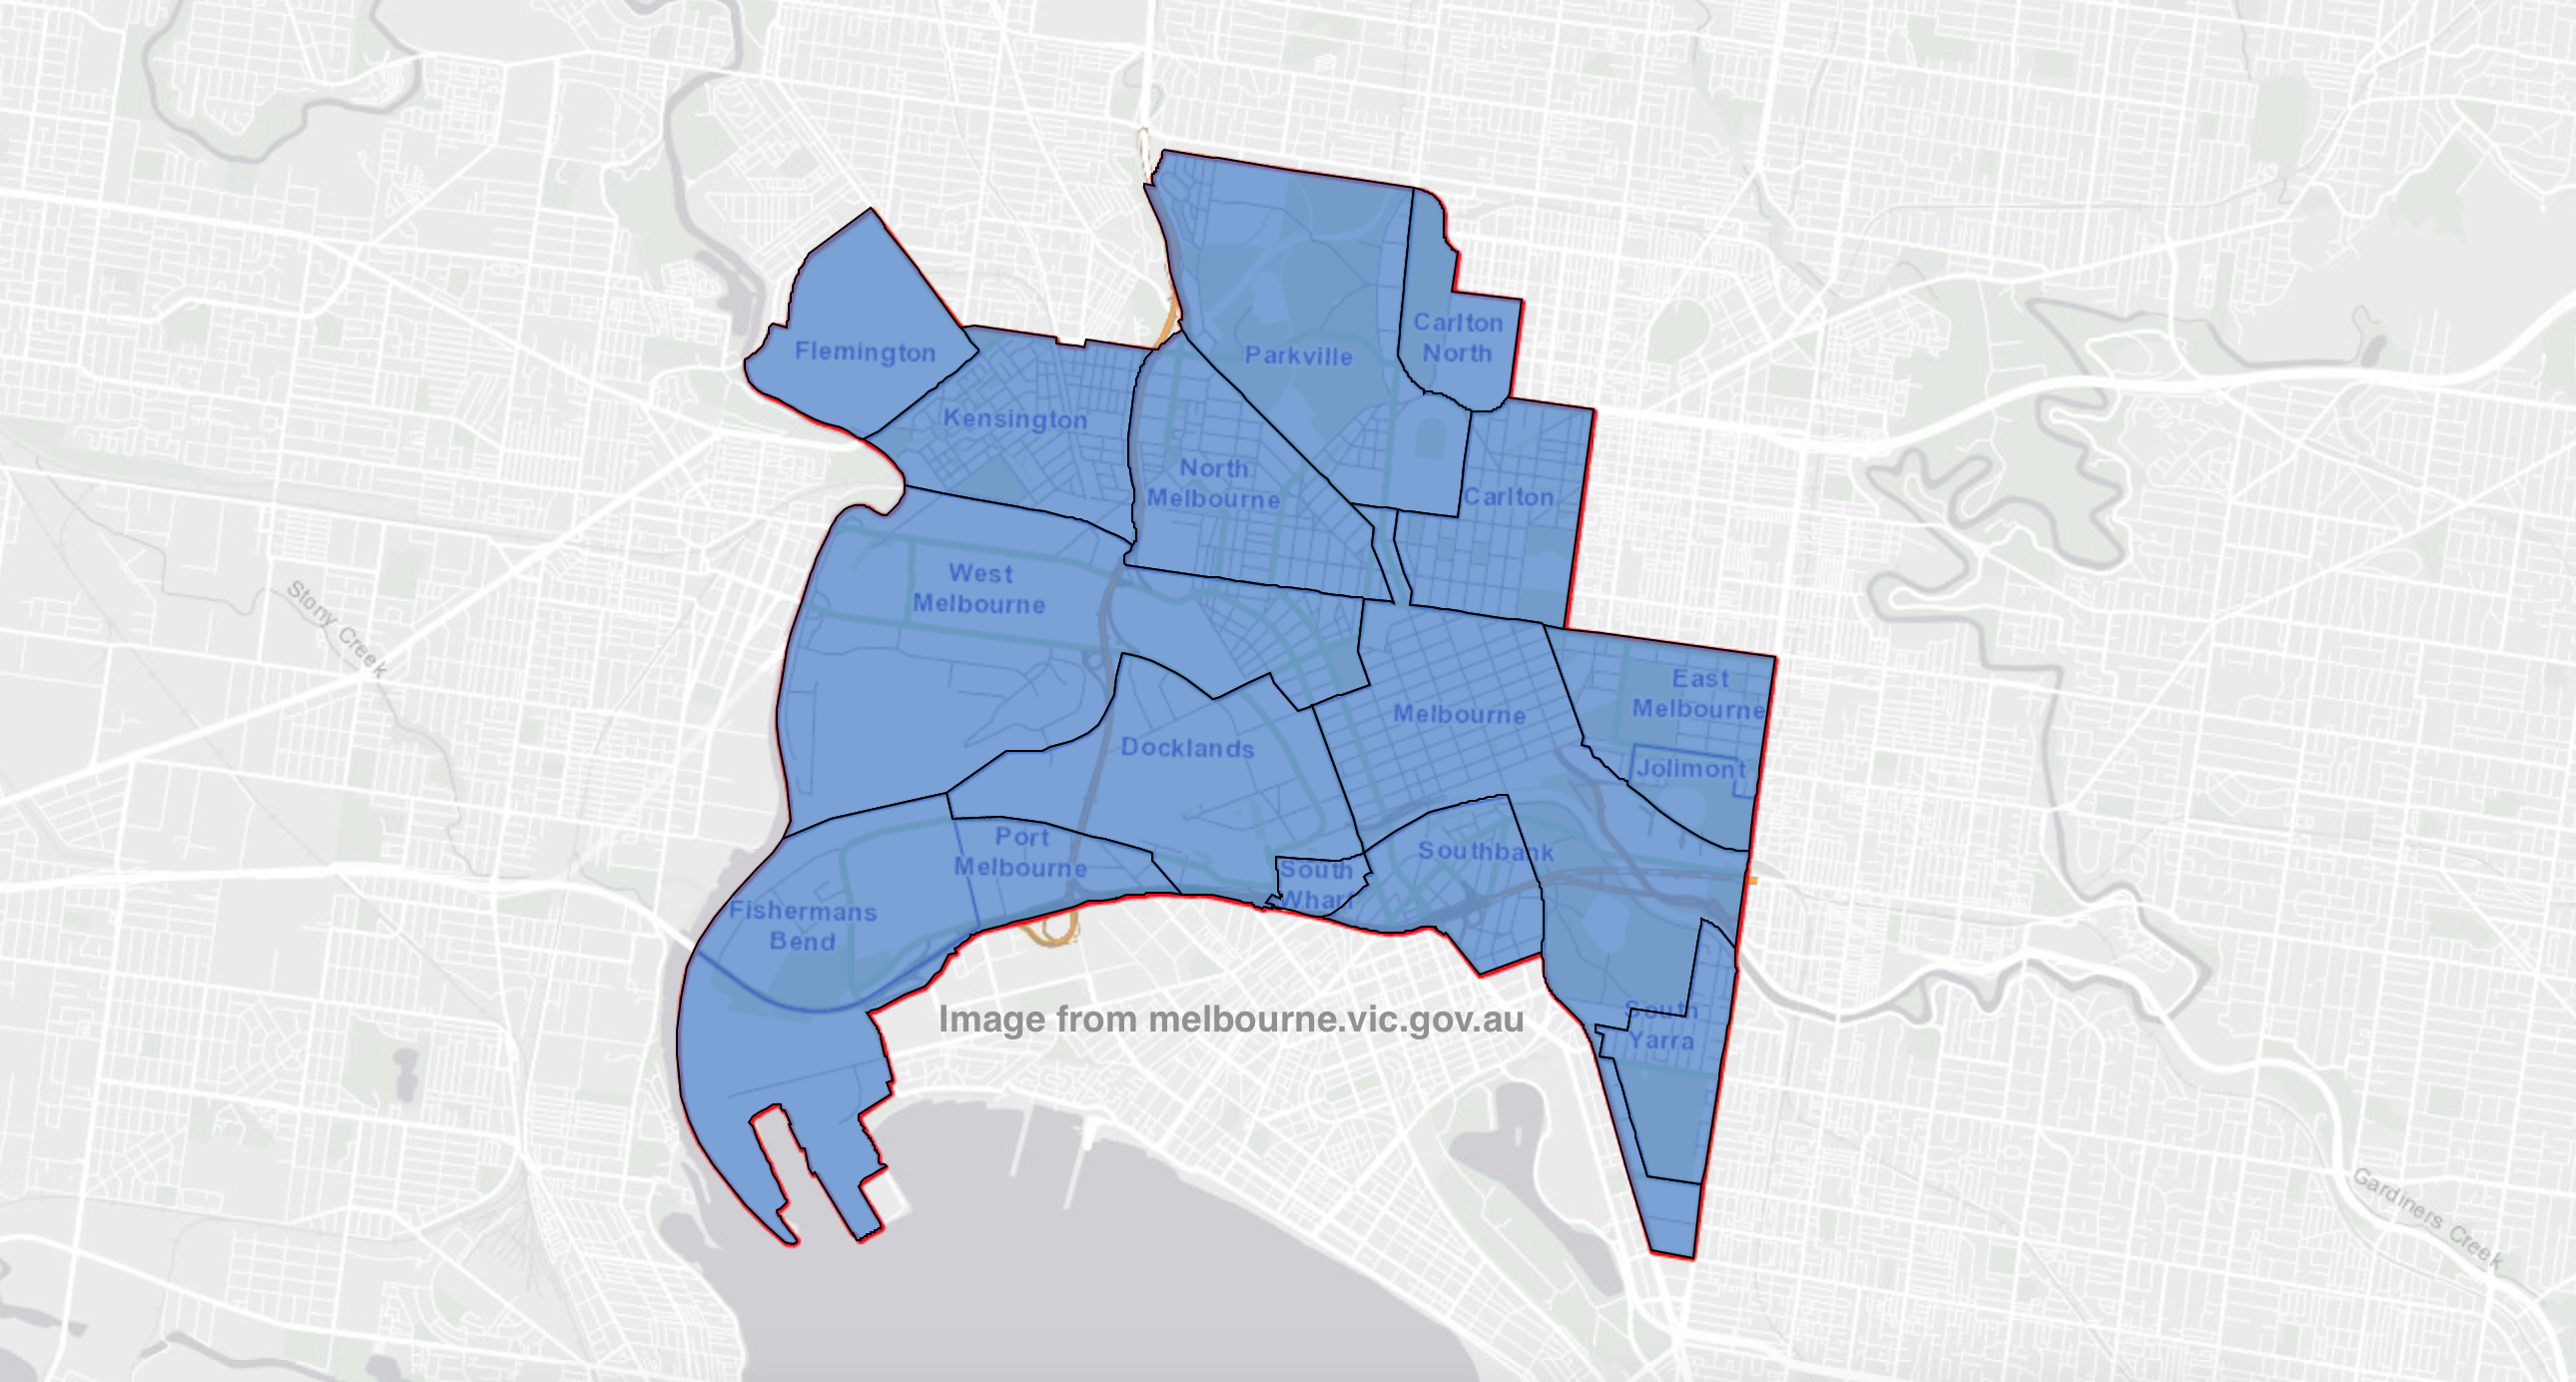 Carlton
North
Flemington
Parkville
Kensington
North
Melbourne
Carlton
West
Melbourne
Stony Creek
East
Melbourne
Melbourne
Docklands
Jolimont
Port
Melbourne
Southbank
South
Wharf
Fishermans
Bend
South
Yarra
Image from melbourne.vic.gov.au
Gardiners Creek